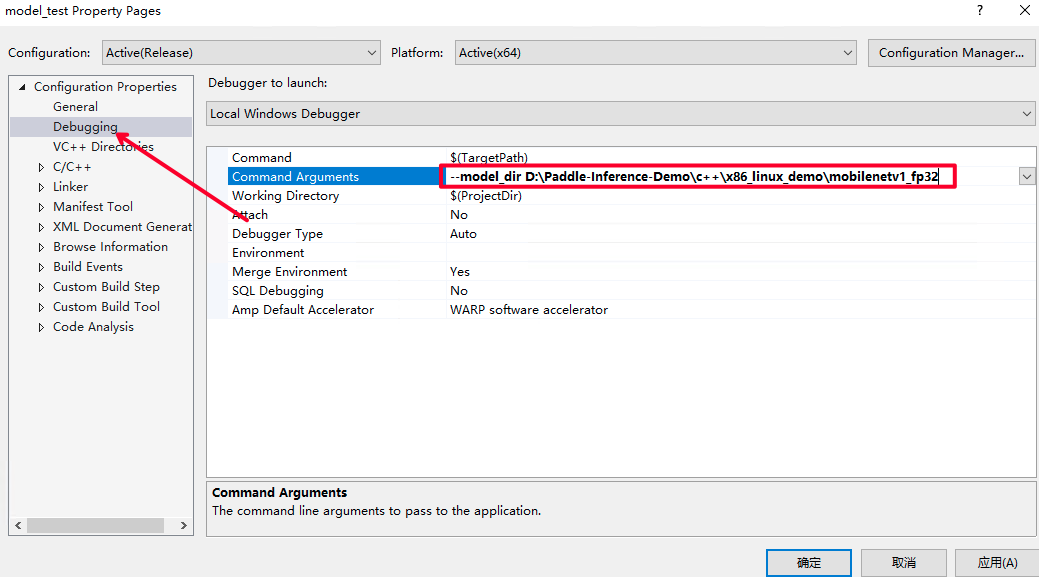 model_test Property Pages
?
Configuration: Active(Release) Platform: Active(x64) Configuration Manager...
Configuration Properties
General
Debugging
VC++ Directories
C/C++
Linker
Manifest Tool
XML Document Generat
Browse Information
Build Events
Custom Build Step
Custom Build Tool
Code Analysis
Debugger to launch:
Local Windows Debugger
Command $(TargetPath)
Command Arguments --model_dir D:\Paddle-Inference-Demo\c++\x86_linux_demo\mobilenetv1_fp32
Working Directory $(ProjectDir)
Attach No
Debugger Type Auto
Environment
Merge Environment Yes
SQL Debugging No
Amp Default Accelerator WARP software accelerator
Command Arguments
The command line arguments to pass to the application.
确定 取消 应用(A)